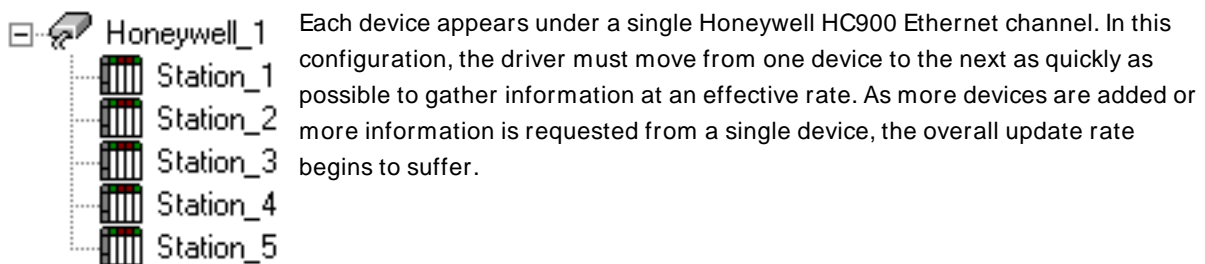 Honeywell_1
Station_1
Station_2
Station_3
Station_4
Station_5
Each device appears under a single Honeywell HC900 Ethernet channel. In this
configuration, the driver must move from one device to the next as quickly as
possible to gather information at an effective rate. As more devices are added or
more information is requested from a single device, the overall update rate
begins to suffer.